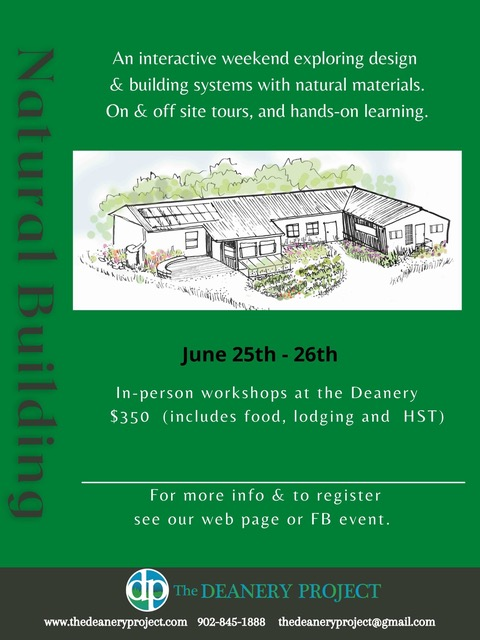 Natural Building
An interactive weekend exploring design
& building systems with natural materials.
On & off site tours, and hands-on learning.
June 25th - 26th
In-person workshops at the Deanery
$350 (includes food, lodging and HST)
For more info & to register
see our web page or FB event.
dp The DEANERY PROJECT
www.thedeaneryproject.com 902-845-1888 thedeaneryproject@gmail.com